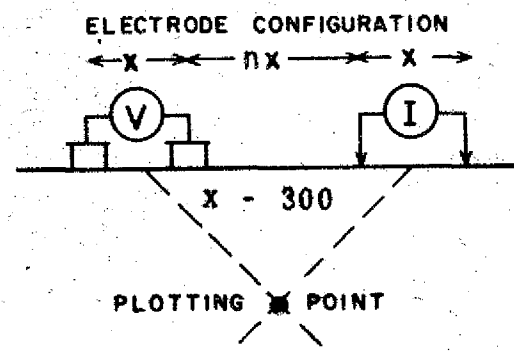 ELECTRODE CONFIGURATION
x nx x
V I
x - 300
PLOTTING POINT